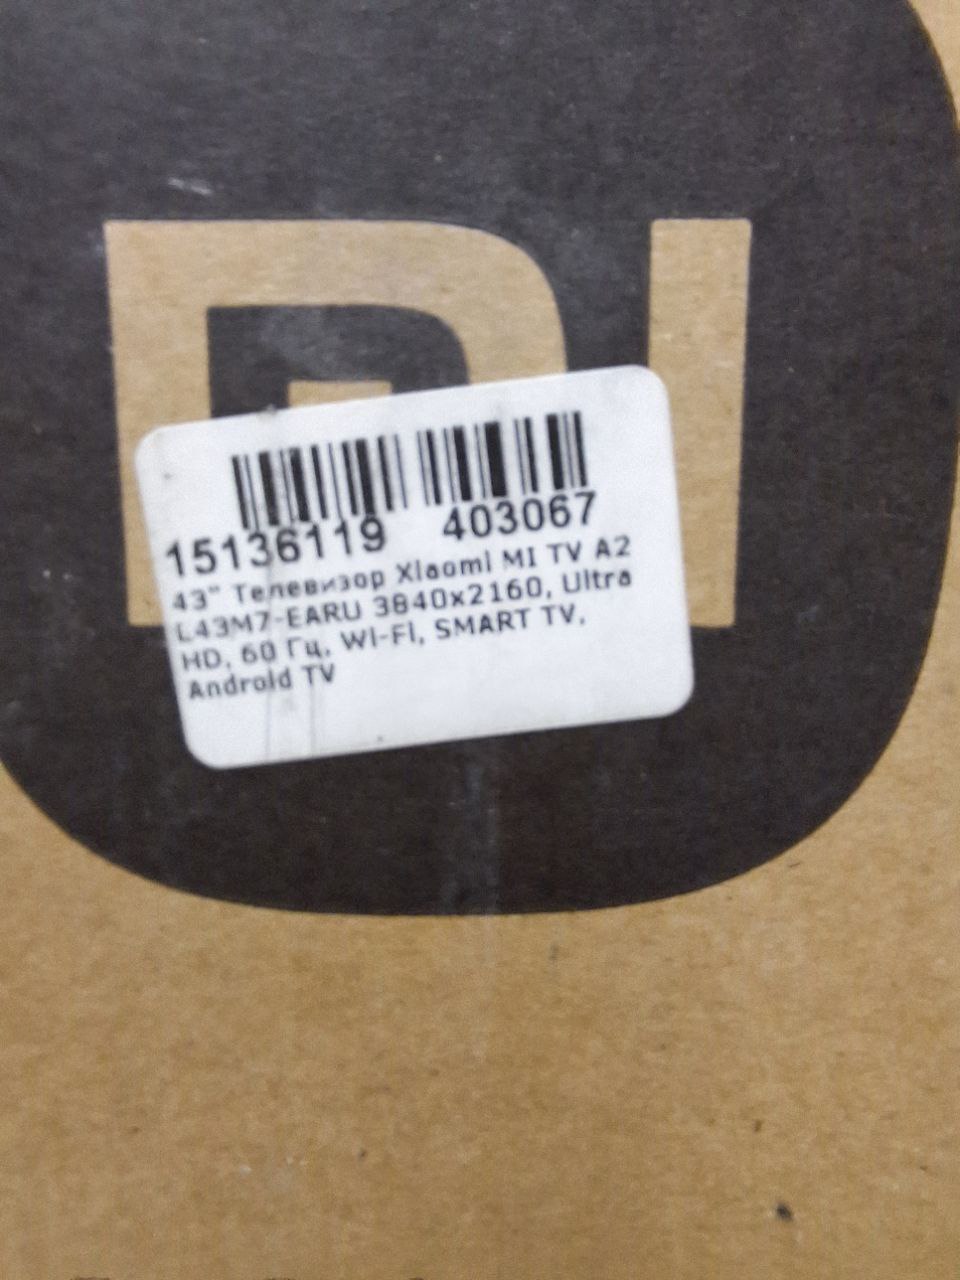 15136119 403067
43" Телевизор Xiaomi MI TV A2
L43M7-EARU 3840x2160, Ultra
HD, 60 Гц, Wi-Fi, SMART TV,
Android TV